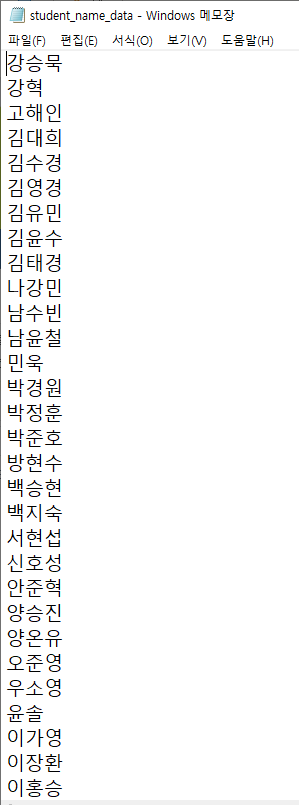 student_name_data - Windows 메모장
파일(F) 편집(E) 서식(O) 보기(V) 도움말(H)
강승묵
강혁
고해인
김대희
김수경
김영경
김유민
김윤수
김태경
나강민
남수빈
남윤철
민욱
박경원
박정훈
박준호
방현수
백승현
백지숙
서현섭
신호성
안준혁
양승진
양온유
오준영
우소영
윤솔
이가영
이장환
이홍승